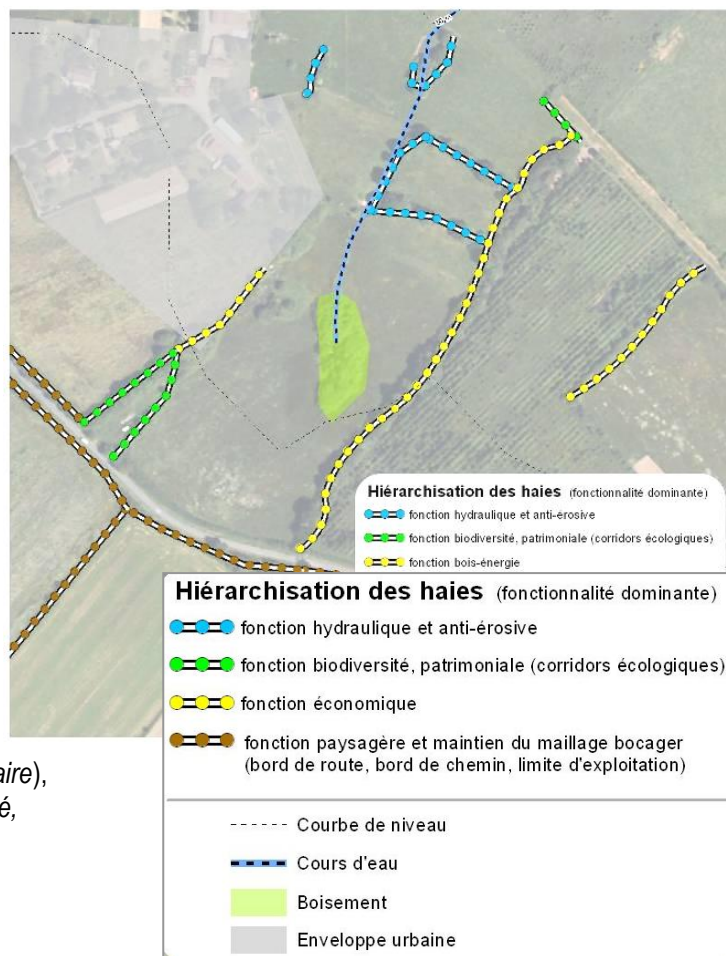 Hiérarchisation des haies (fonctionnalité dominante)
fonction hydraulique et anti-érosive
fonction biodiversité, patrimoniale (corridors écologiques)
fonction bois-énergie
Hiérarchisation des haies (fonctionnalité dominante)
fonction hydraulique et anti-érosive
fonction biodiversité, patrimoniale (corridors écologiques)
fonction économique
fonction paysagère et maintien du maillage bocager
(bord de route, bord de chemin, limite d'exploitation)
aire),
é,
Courbe de niveau
Cours d'eau
Boisement
Enveloppe urbaine